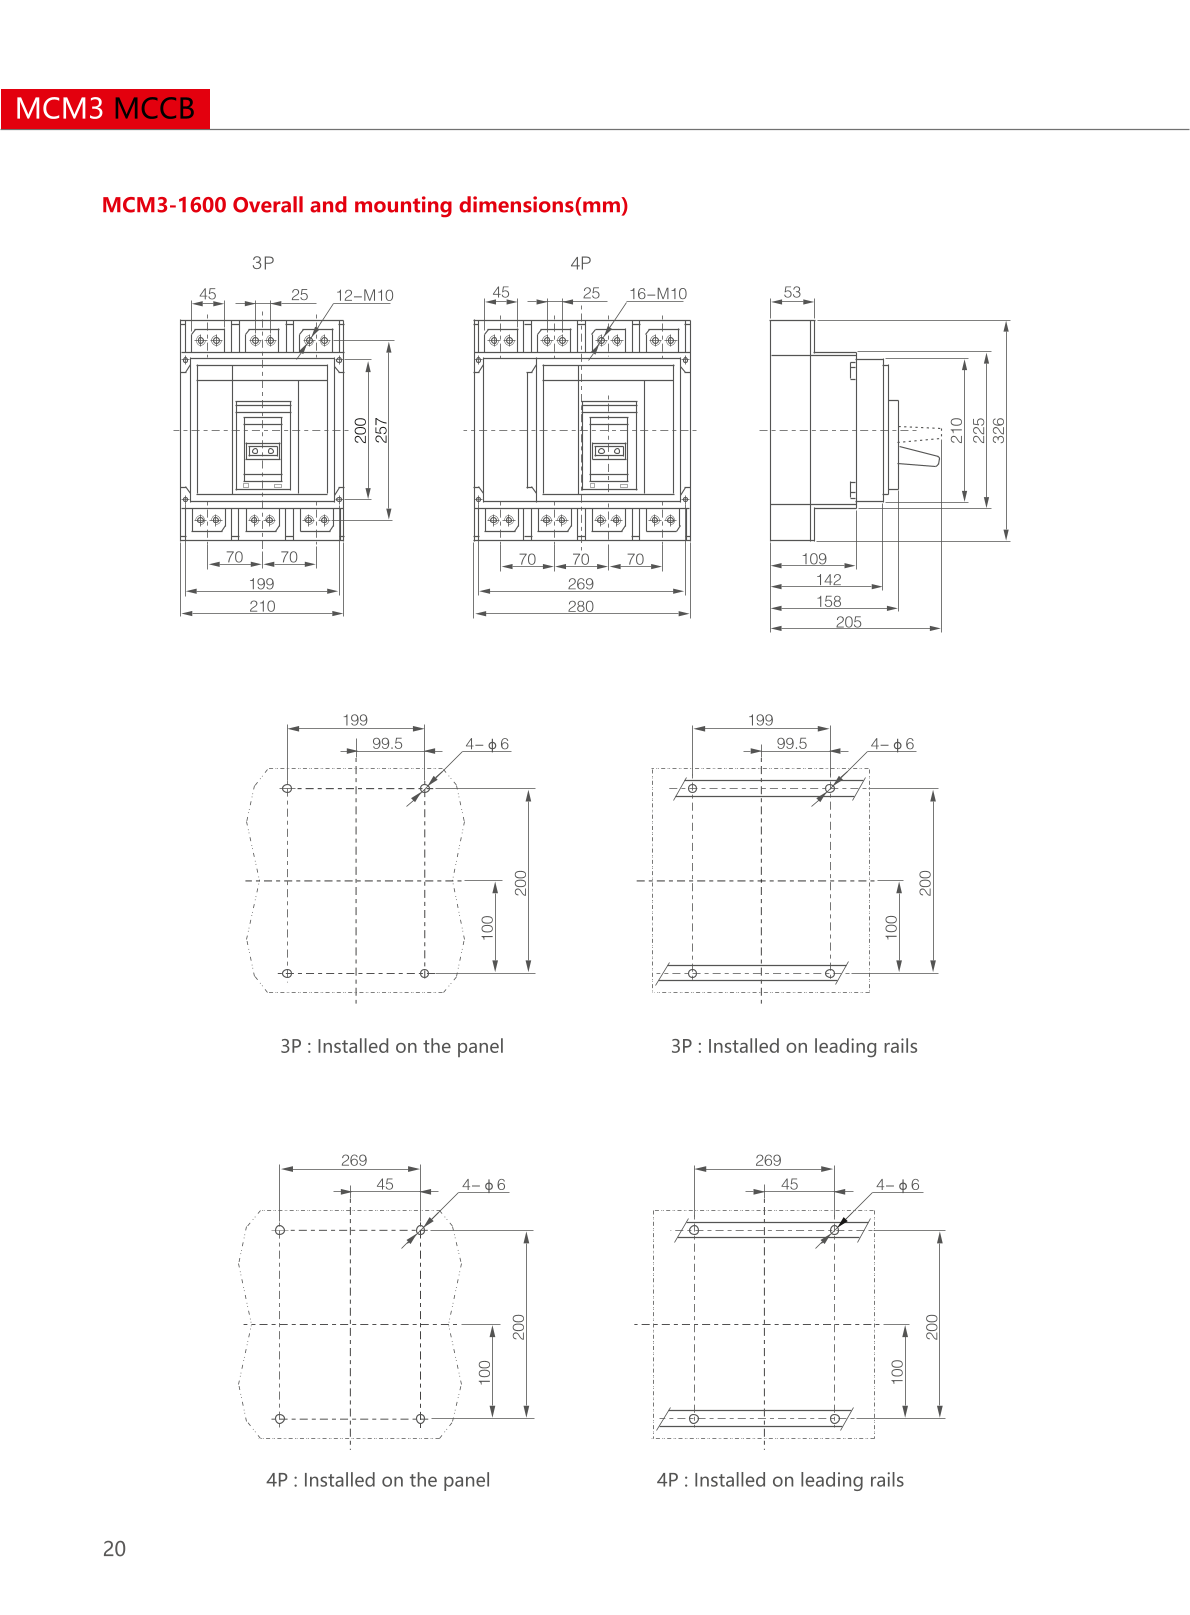 MCM3 MCCB
MCM3-1600 Overall and mounting dimensions(mm)
3P
4P
45
25
12-M10
45
25
16-M10
53
200
257
210
225
326
70
70
199
210
70
70
70
269
280
109
142
158
205
199
99.5
4-ϕ6
200
100
199
99.5
4-ϕ6
200
100
3P : Installed on the panel
3P : Installed on leading rails
269
45
4-ϕ6
200
100
269
45
4-ϕ6
200
100
4P : Installed on the panel
4P : Installed on leading rails
20